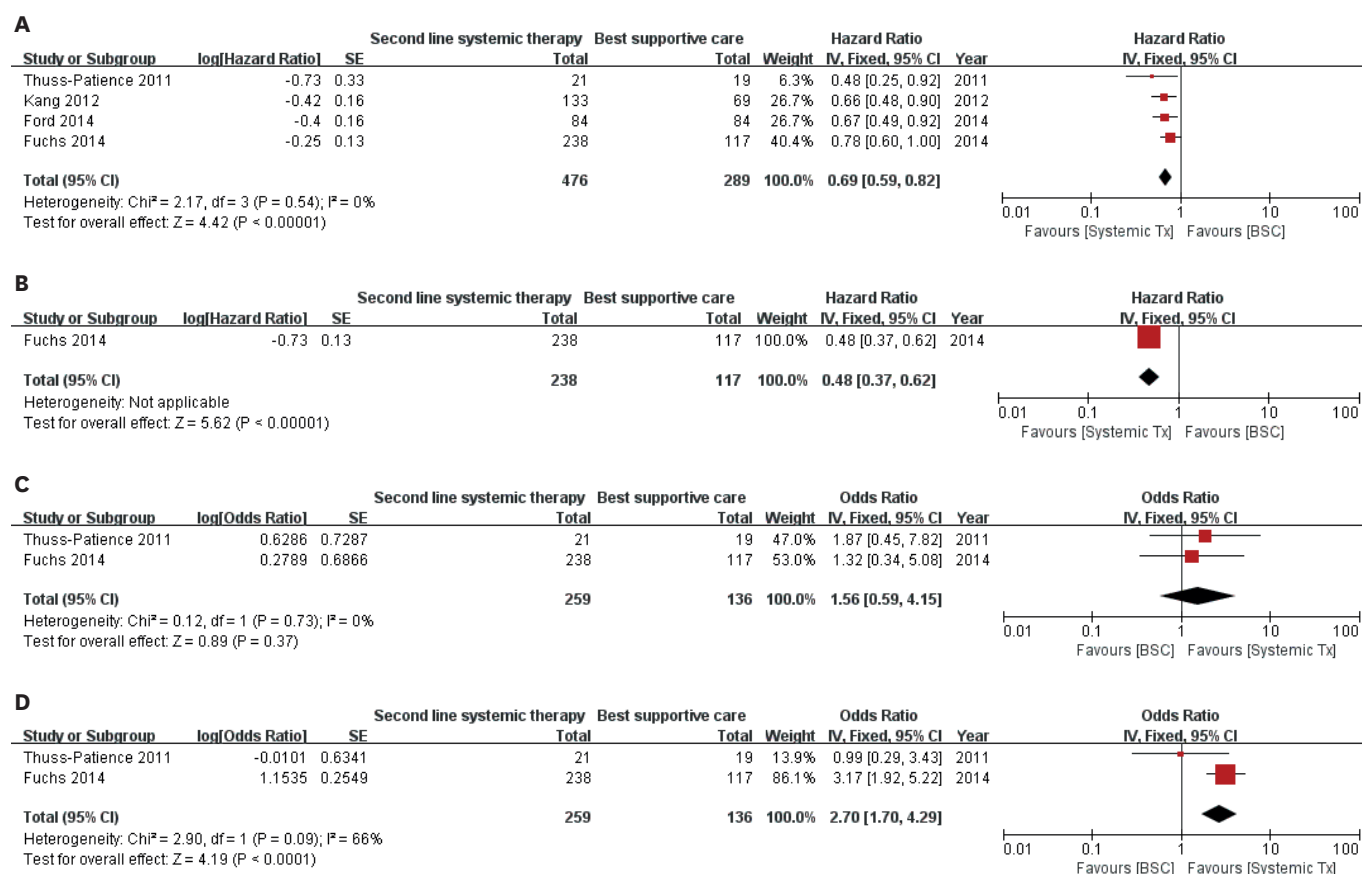 A
Second line systemic therapy Best supportive care Hazard Ratio Hazard Ratio
Study or Subgroup log[Hazard Ratio] SE Total Total Weight IV, Fixed, 95% CI Year IV, Fixed, 95% CI
Thuss-Patience 2011 -0.73 0.33 21 19 6.3% 0.48 [0.25, 0.92] 2011
Kang 2012 -0.42 0.16 133 69 26.7% 0.66 [0.48, 0.90] 2012
Ford 2014 -0.4 0.16 84 84 26.7% 0.67 [0.49, 0.92] 2014
Fuchs 2014 -0.25 0.13 238 117 40.4% 0.78 [0.60, 1.00] 2014
Total (95% CI) 476 289 100.0% 0.69 [0.59, 0.82]
Heterogeneity: Chi² = 2.17, df = 3 (P = 0.54); I² = 0%
Test for overall effect: Z = 4.42 (P < 0.00001)
0.01 0.1 1 10 100
Favours [Systemic Tx] Favours [BSC]
B
Second line systemic therapy Best supportive care Hazard Ratio Hazard Ratio
Study or Subgroup log[Hazard Ratio] SE Total Total Weight IV, Fixed, 95% CI Year IV, Fixed, 95% CI
Fuchs 2014 -0.73 0.13 238 117 100.0% 0.48 [0.37, 0.62] 2014
Total (95% CI) 238 117 100.0% 0.48 [0.37, 0.62]
Heterogeneity: Not applicable
Test for overall effect: Z = 5.62 (P < 0.00001)
0.01 0.1 1 10 100
Favours [Systemic Tx] Favours [BSC]
C
Second line systemic therapy Best supportive care Odds Ratio Odds Ratio
Study or Subgroup log[Odds Ratio] SE Total Total Weight IV, Fixed, 95% CI Year IV, Fixed, 95% CI
Thuss-Patience 2011 0.6286 0.7287 21 19 47.0% 1.87 [0.45, 7.82] 2011
Fuchs 2014 0.2789 0.6866 238 117 53.0% 1.32 [0.34, 5.08] 2014
Total (95% CI) 259 136 100.0% 1.56 [0.59, 4.15]
Heterogeneity: Chi² = 0.12, df = 1 (P = 0.73); I² = 0%
Test for overall effect: Z = 0.89 (P = 0.37)
0.01 0.1 1 10 100
Favours [BSC] Favours [Systemic Tx]
D
Second line systemic therapy Best supportive care Odds Ratio Odds Ratio
Study or Subgroup log[Odds Ratio] SE Total Total Weight IV, Fixed, 95% CI Year IV, Fixed, 95% CI
Thuss-Patience 2011 -0.0101 0.6341 21 19 13.9% 0.99 [0.29, 3.43] 2011
Fuchs 2014 1.1535 0.2549 238 117 86.1% 3.17 [1.92, 5.22] 2014
Total (95% CI) 259 136 100.0% 2.70 [1.70, 4.29]
Heterogeneity: Chi² = 2.90, df = 1 (P = 0.09); I² = 66%
Test for overall effect: Z = 4.19 (P < 0.0001)
0.01 0.1 1 10 100
Favours [BSC] Favours [Systemic Tx]